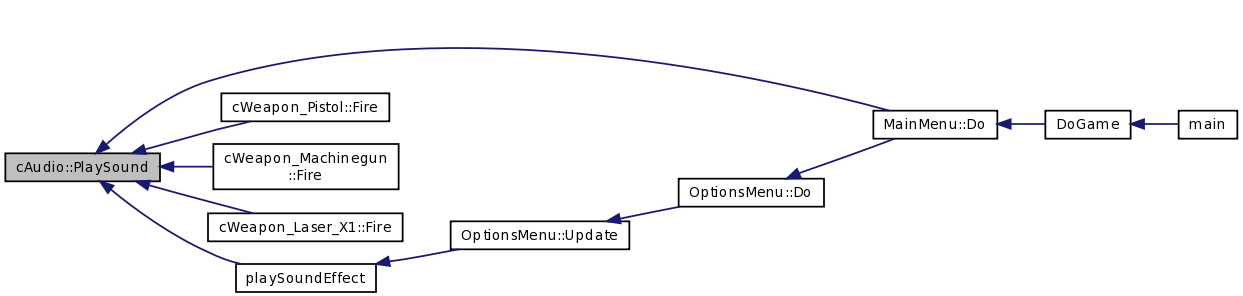 cAudio::PlaySound
cWeapon_Pistol::Fire
cWeapon_Machinegun
::Fire
cWeapon_Laser_X1::Fire
playSoundEffect
OptionsMenu::Update
OptionsMenu::Do
MainMenu::Do
DoGame
main